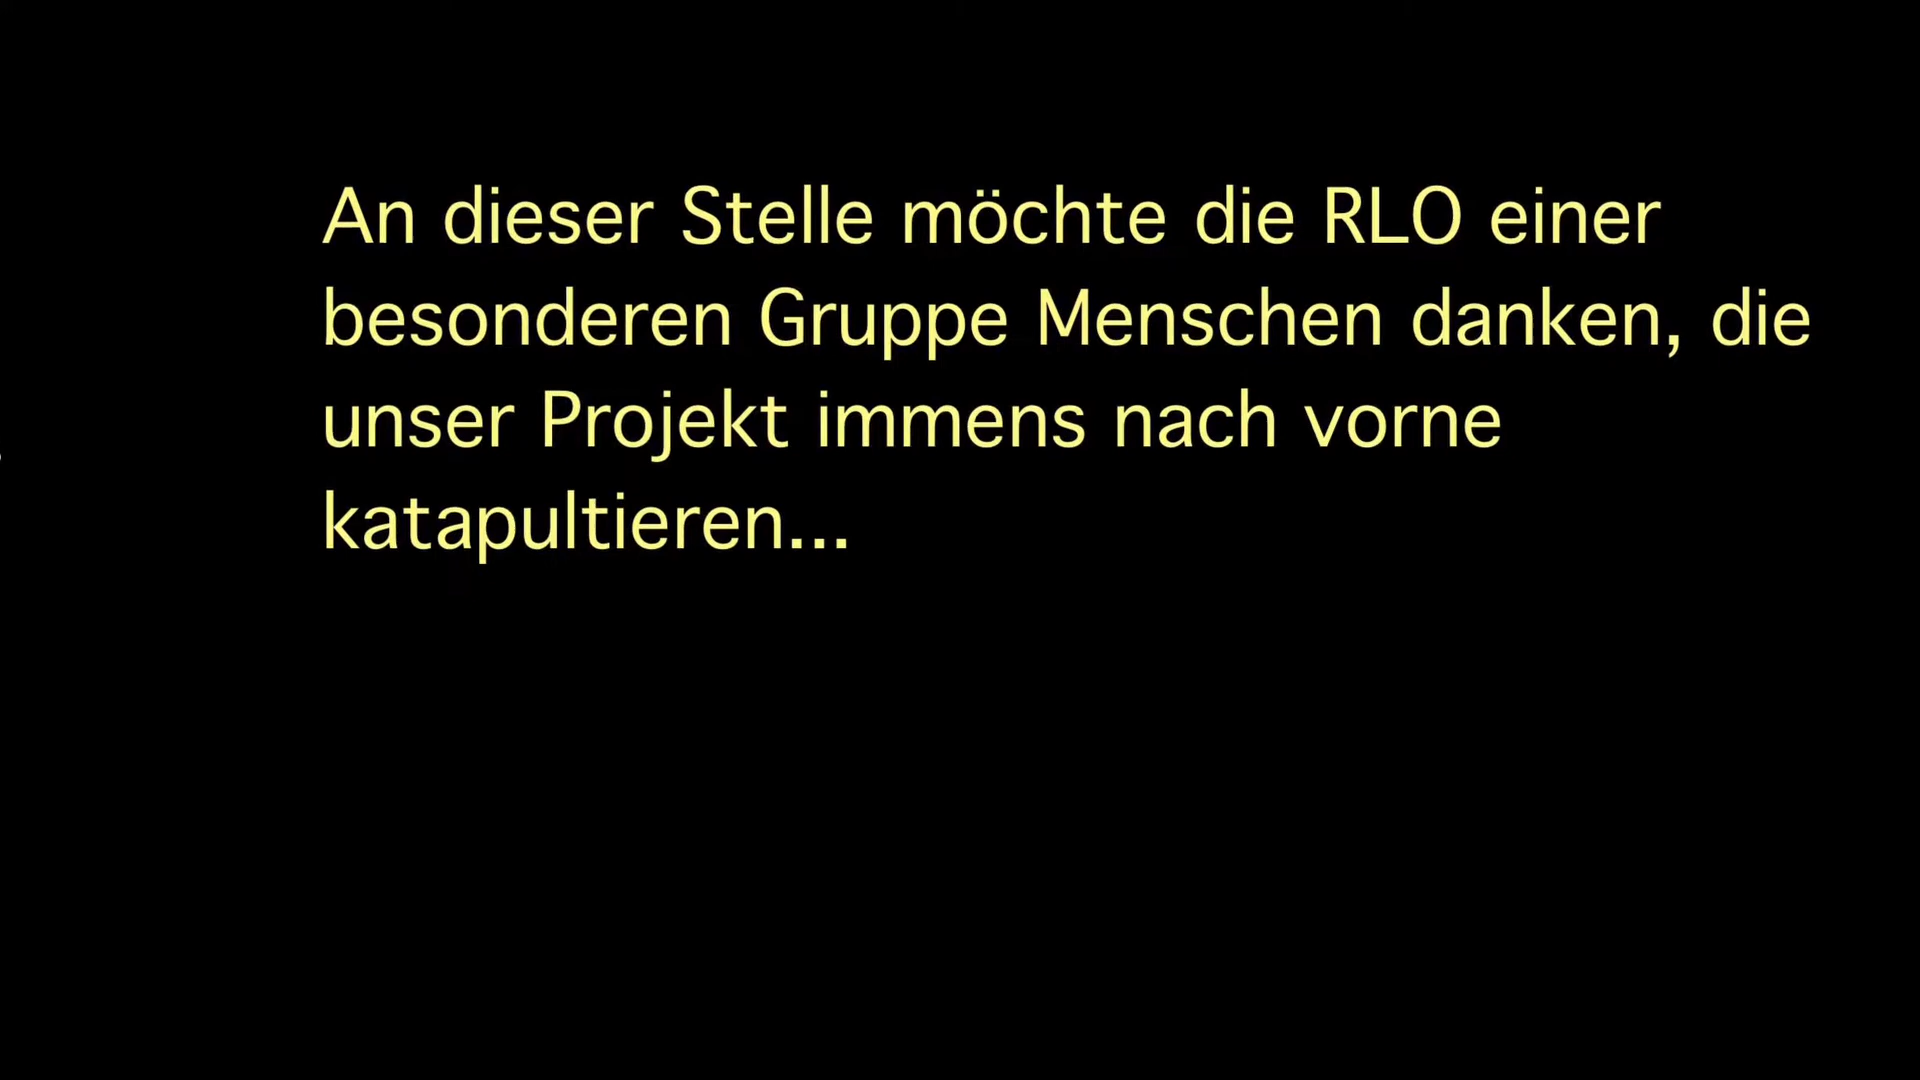 An dieser Stelle möchte die RLO einer
besonderen Gruppe Menschen danken, die
unser Projekt immens nach vorne
katapultieren...